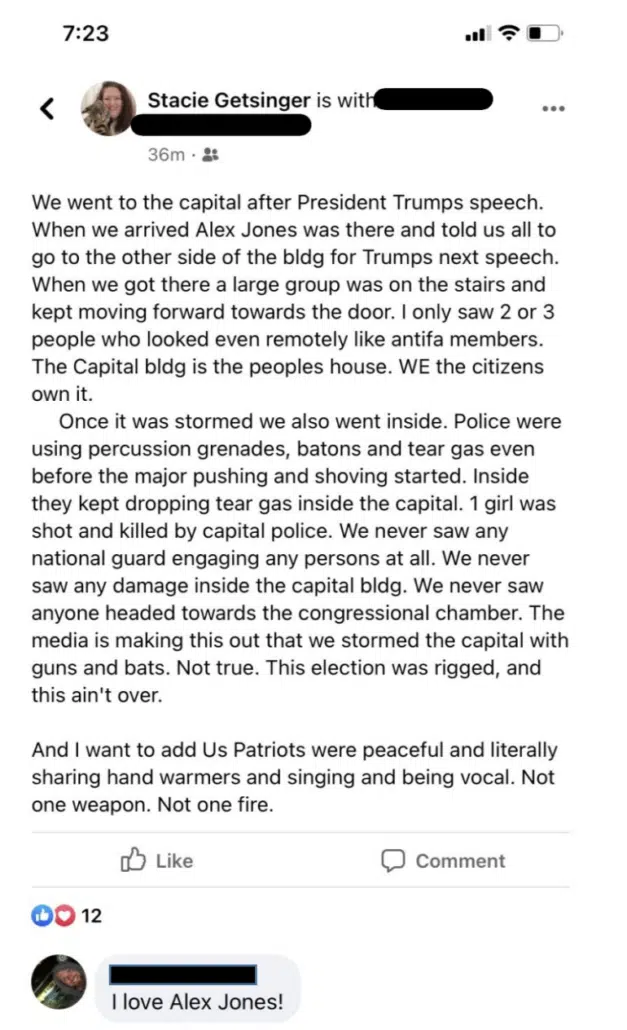 7:23
Stacie Getsinger is with
36m ·
We went to the capital after President Trumps speech.
When we arrived Alex Jones was there and told us all to
go to the other side of the bldg for Trumps next speech.
When we got there a large group was on the stairs and
kept moving forward towards the door. I only saw 2 or 3
people who looked even remotely like antifa members.
The Capital bldg is the peoples house. WE the citizens
own it.
Once it was stormed we also went inside. Police were
using percussion grenades, batons and tear gas even
before the major pushing and shoving started. Inside
they kept dropping tear gas inside the capital. 1 girl was
shot and killed by capital police. We never saw any
national guard engaging any persons at all. We never
saw any damage inside the capital bldg. We never saw
anyone headed towards the congressional chamber. The
media is making this out that we stormed the capital with
guns and bats. Not true. This election was rigged, and
this ain't over.
And I want to add Us Patriots were peaceful and literally
sharing hand warmers and singing and being vocal. Not
one weapon. Not one fire.
Like Comment
12
I love Alex Jones!